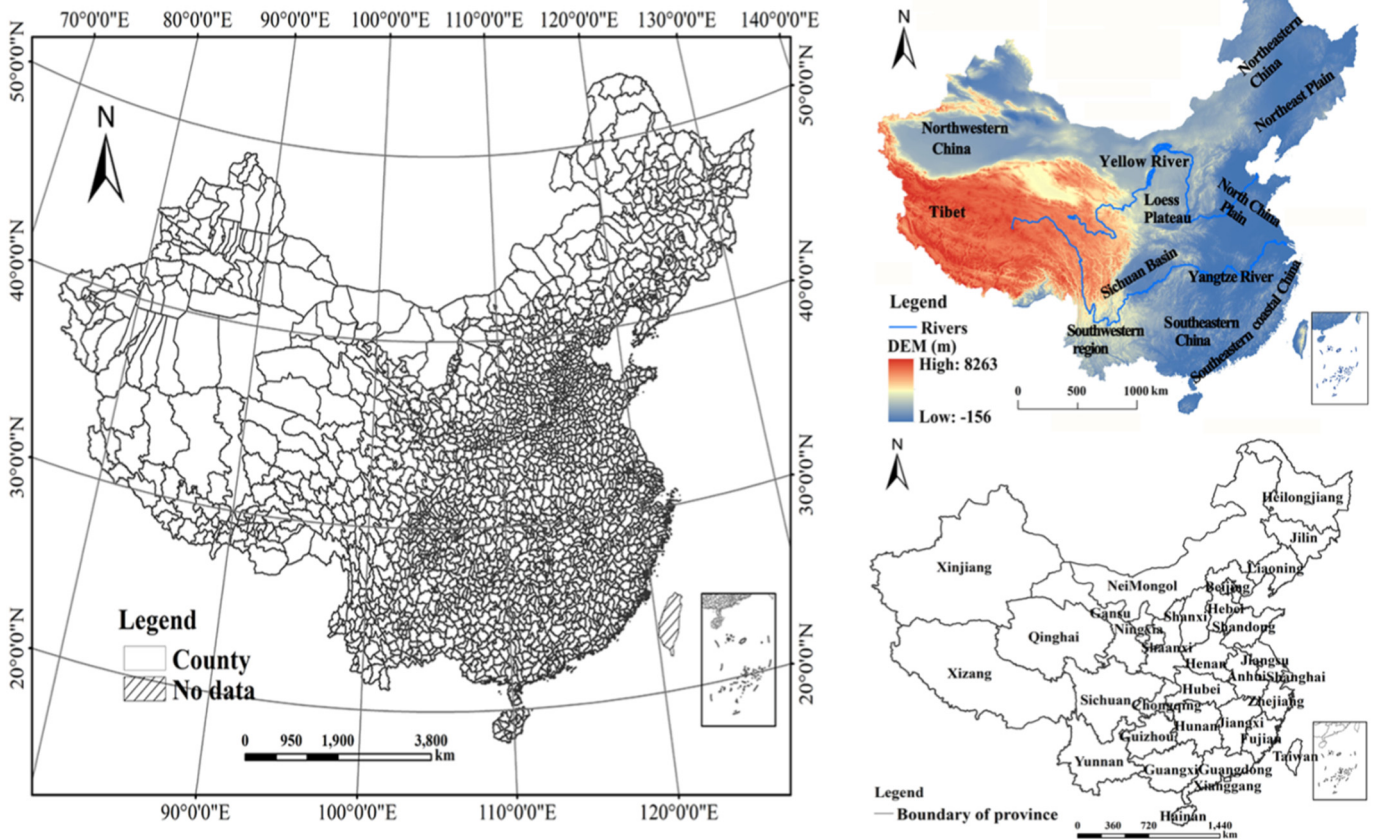 70°0'0"E 80°0'0"E 90°0'0"E 100°0'0"E 110°0'0"E 120°0'0"E 130°0'0"E 140°0'0"E
50°0'0"N
40°0'0"N
30°0'0"N
20°0'0"N
N
50°0'0"N
40°0'0"N
30°0'0"N
20°0'0"N
Legend
County
No data
0 950 1,900 3,800
km
90°0'0"E 100°0'0"E 110°0'0"E 120°0'0"E
N
Northeastern
China
Northeast Plain
Northwestern
China
Yellow River
North China
Plain
Loess
Plateau
Tibet
Sichuan Basin
Yangtze River
Southeastern
China
Southeastern coastal China
Southwestern
region
Legend
Rivers
DEM (m)
High: 8263
Low: -156
0 500 1000 km
N
Heilongjiang
Jilin
Liaoning
Xinjiang
NeiMongol
Beijing
Gansu
Shanxi
Hebei
Ningxia
Shandong
Qinghai
Shaanxi
Henan
Jiangsu
Xizang
Anhui
Shanghai
Hubei
Sichuan
Chongqing
Zhejiang
Hunan
Jiangxi
Guizhou
Fujian
Yunnan
Taiwan
Guangxi
Guangdong
Xianggang
Hainan
Legend
Boundary of province
0 360 720 1,440
km